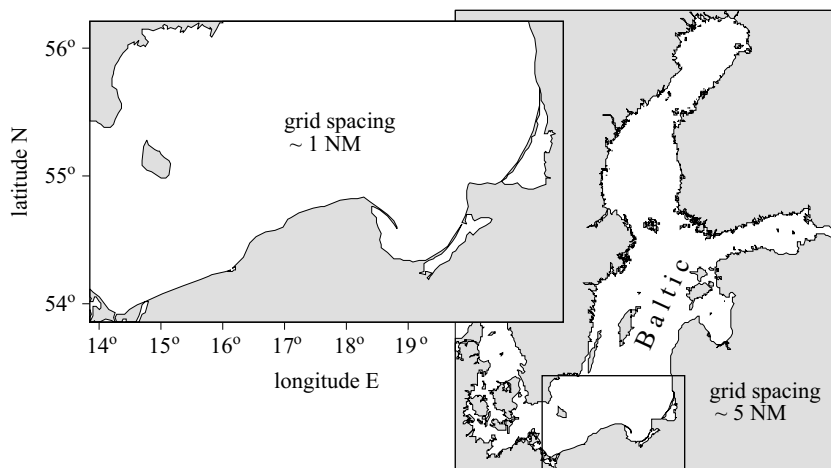 56°
55°
54°
latitude N
grid spacing
~ 1 NM
14° 15° 16° 17° 18° 19°
longitude E
Baltic
grid spacing
~ 5 NM